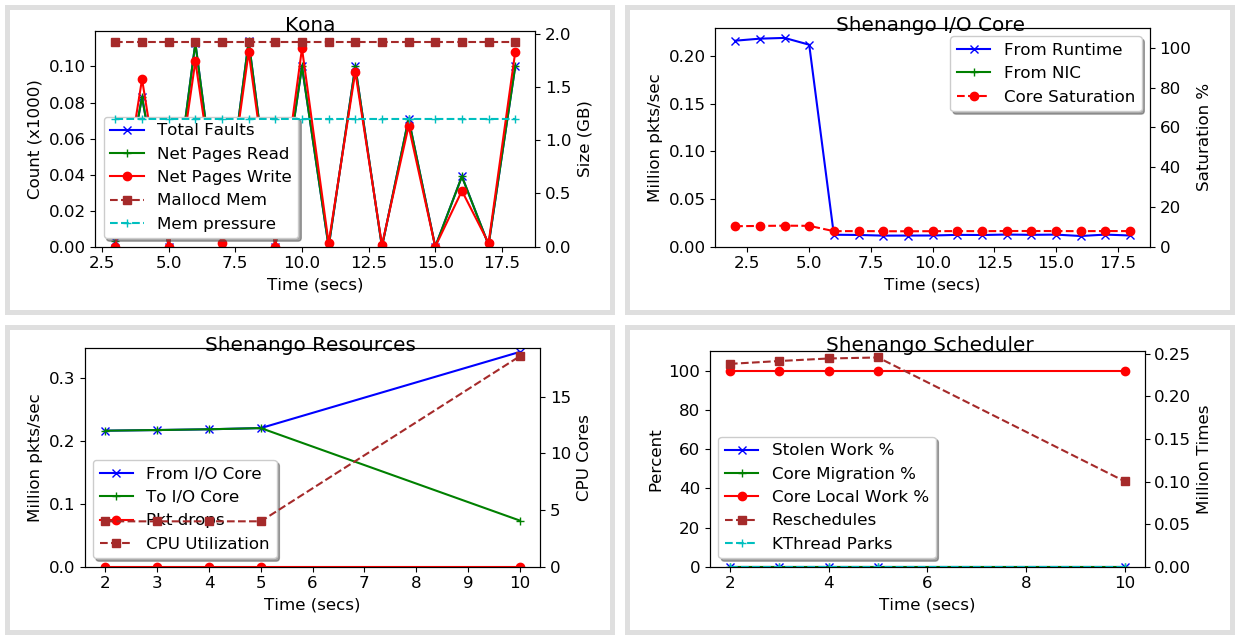 Kona
Count (x1000)
0.10
0.08
0.06
0.04
0.02
0.00
2.0
1.5
1.0
0.5
0.0
Size (GB)
Total Faults
Net Pages Read
Net Pages Write
Mallocd Mem
Mem pressure
2.5 5.0 7.5 10.0 12.5 15.0 17.5
Time (secs)
Shenango I/O Core
Million pkts/sec
0.20
0.15
0.10
0.05
0.00
100
80
60
40
20
0
Saturation %
From Runtime
From NIC
Core Saturation
2.5 5.0 7.5 10.0 12.5 15.0 17.5
Time (secs)
Shenango Resources
Million pkts/sec
0.3
0.2
0.1
0.0
15
10
5
0
CPU Cores
From I/O Core
To I/O Core
Pkt drops
CPU Utilization
2 3 4 5 6 7 8 9 10
Time (secs)
Shenango Scheduler
Percent
100
80
60
40
20
0
0.25
0.20
0.15
0.10
0.05
0.00
Million Times
Stolen Work %
Core Migration %
Core Local Work %
Reschedules
KThread Parks
2 4 6 8 10
Time (secs)